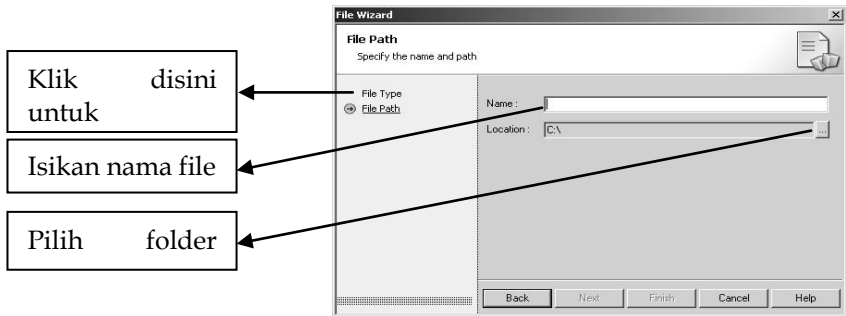 File Wizard
File Path
Specify the name and path
Klik disini
untuk
Isikan nama file
Pilih folder
File Type
File Path
Name :
Location : C:\
...
Back Next Finish Cancel Help